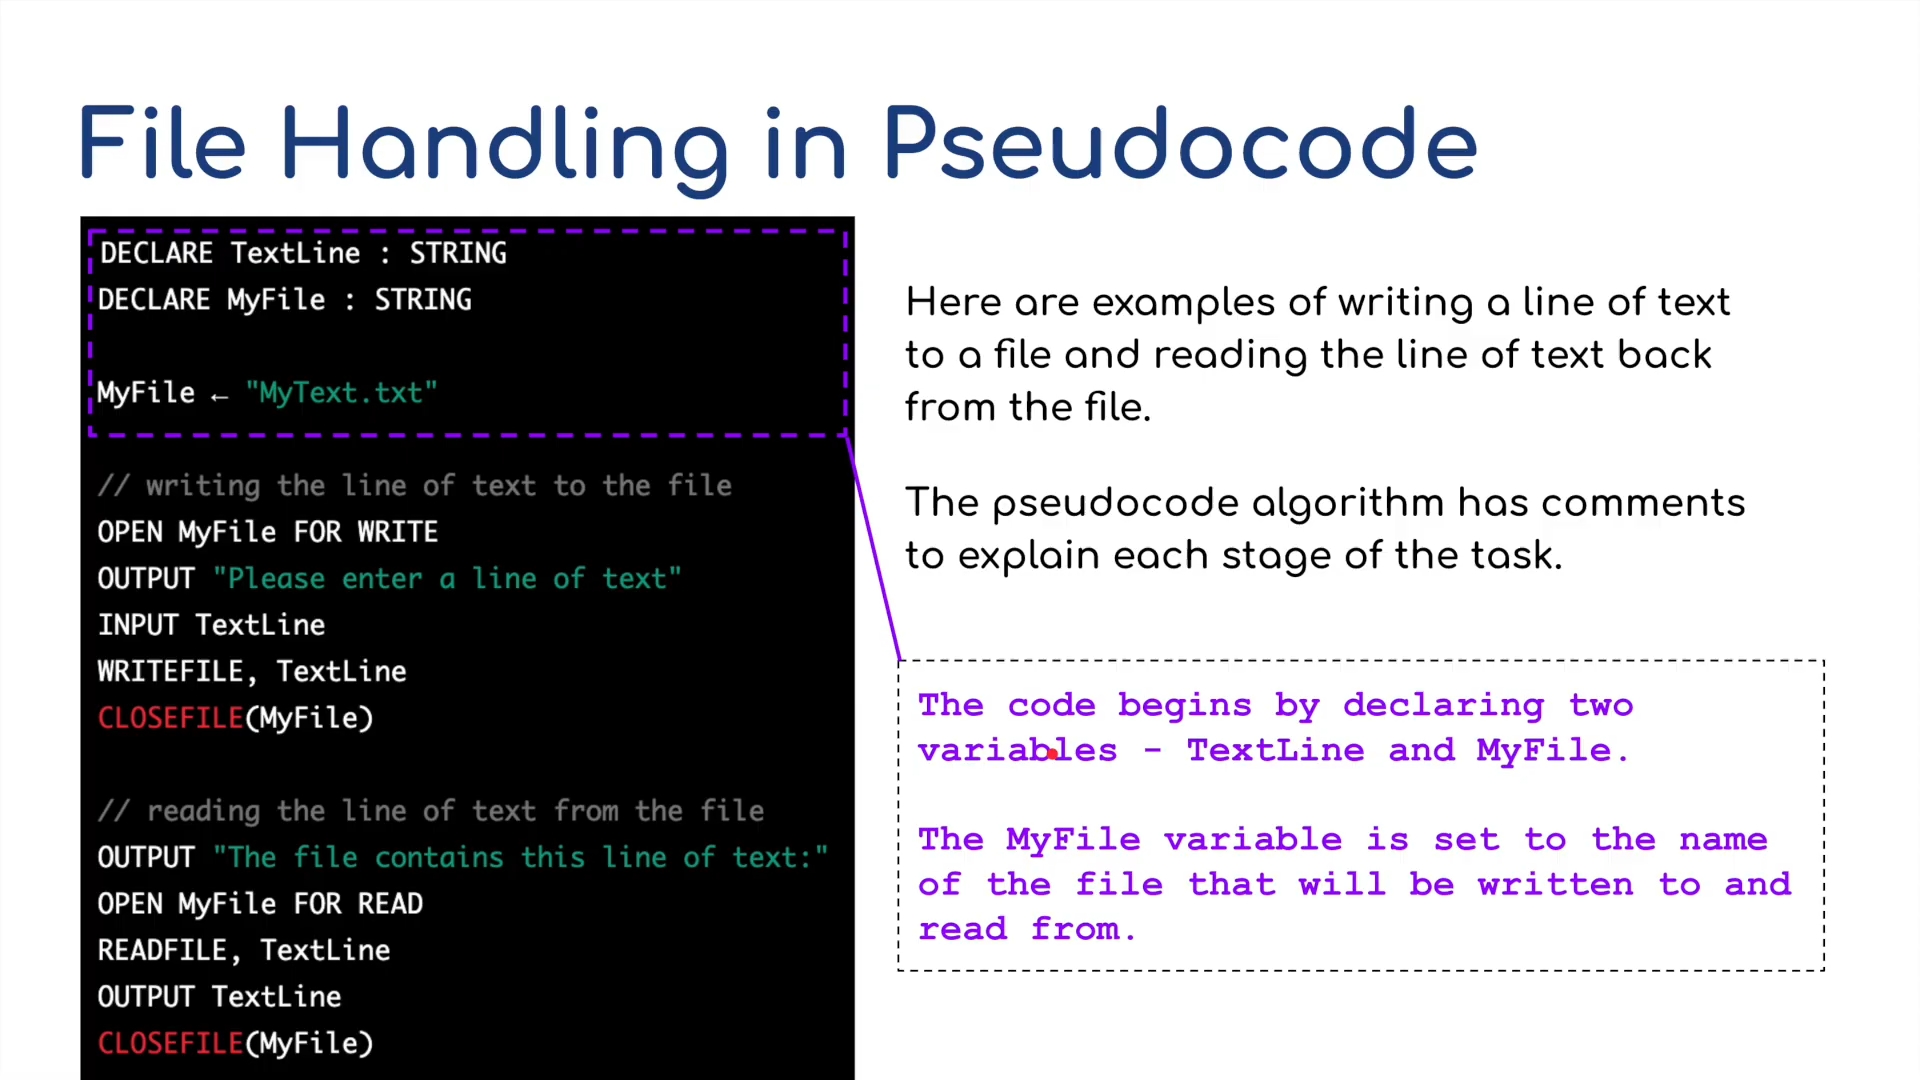 File Handling in Pseudocode
DECLARE TextLine : STRING
DECLARE MyFile : STRING
MyFile ← "MyText.txt"
// writing the line of text to the file
OPEN MyFile FOR WRITE
OUTPUT "Please enter a line of text"
INPUT TextLine
WRITEFILE, TextLine
CLOSEFILE(MyFile)
// reading the line of text from the file
OUTPUT "The file contains this line of text:"
OPEN MyFile FOR READ
READFILE, TextLine
OUTPUT TextLine
CLOSEFILE(MyFile)
Here are examples of writing a line of text
to a file and reading the line of text back
from the file.
The pseudocode algorithm has comments
to explain each stage of the task.
The code begins by declaring two
variables - TextLine and MyFile.
The MyFile variable is set to the name
of the file that will be written to and
read from.